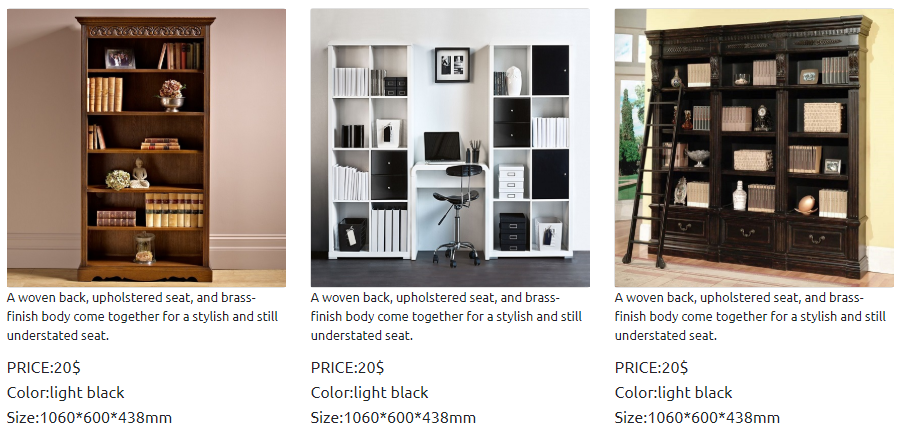 A woven back, upholstered seat, and brass-
finish body come together for a stylish and still
understated seat.
PRICE:20$
Color:light black
Size:1060*600*438mm
A woven back, upholstered seat, and brass-
finish body come together for a stylish and still
understated seat.
PRICE:20$
Color:light black
Size:1060*600*438mm
A woven back, upholstered seat, and brass-
finish body come together for a stylish and still
understated seat.
PRICE:20$
Color:light black
Size:1060*600*438mm